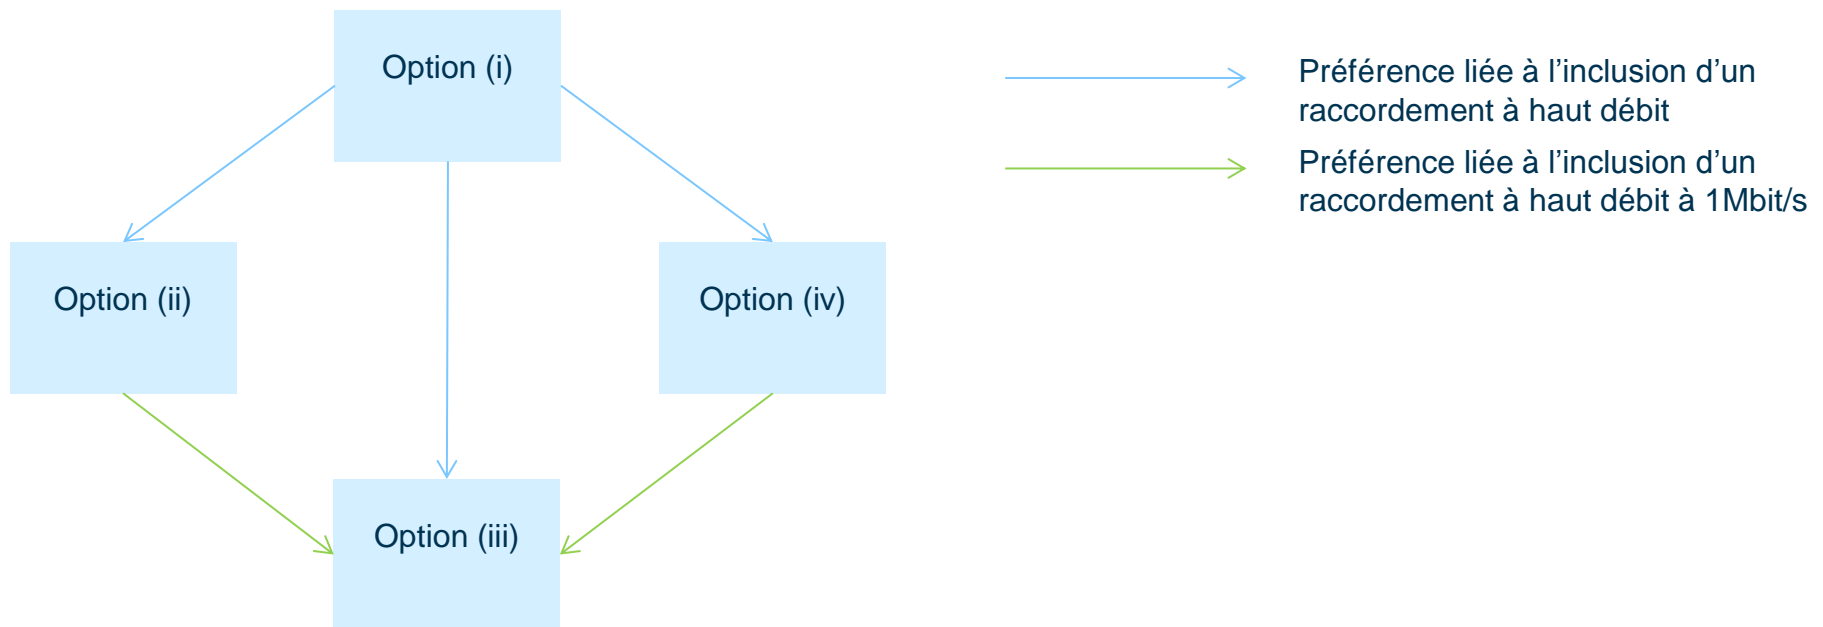 Option (i)
Option (ii)
Option (iv)
Option (iii)
Préférence liée à l’inclusion d’un
raccordement à haut débit
Préférence liée à l’inclusion d’un
raccordement à haut débit à 1Mbit/s